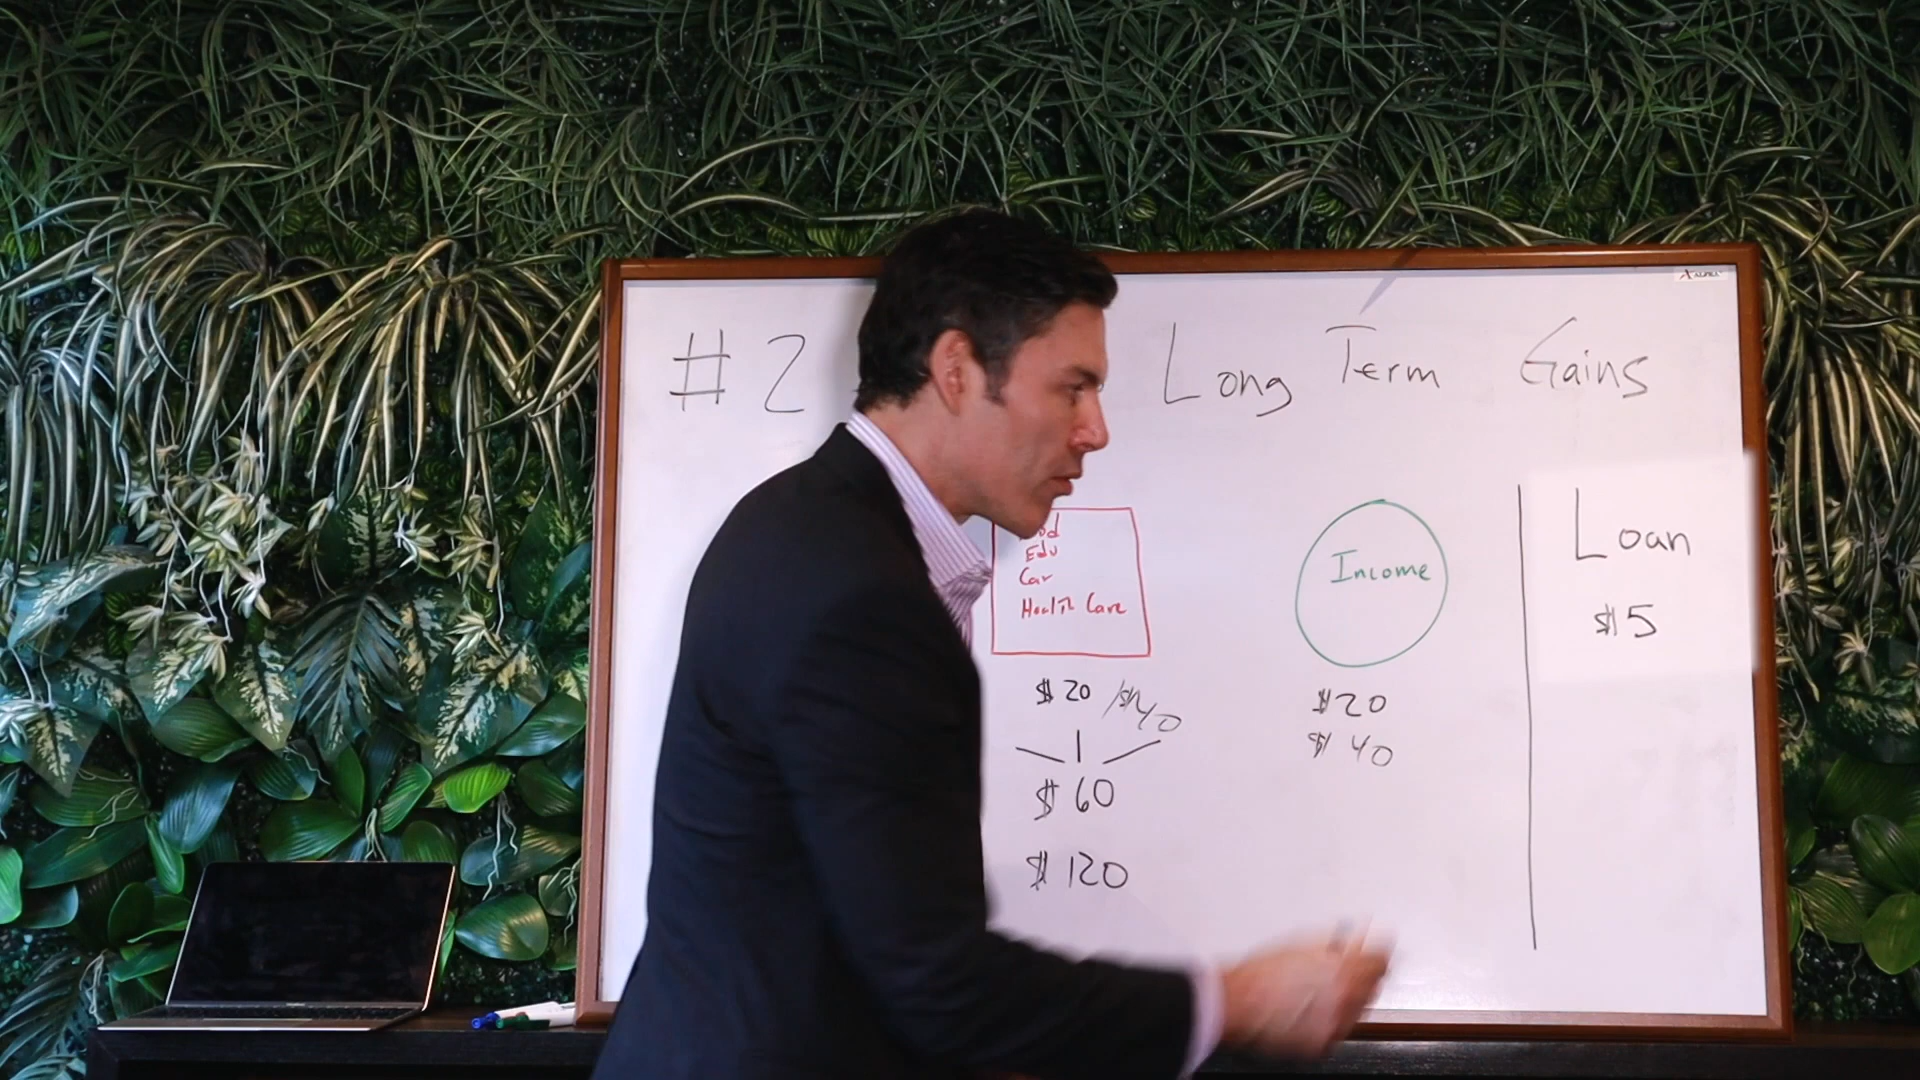 #2 Long Term Gains
Edu
Car
Health Care
$20 /$40
$60
$120
Income
$20
$40
Loan
$5